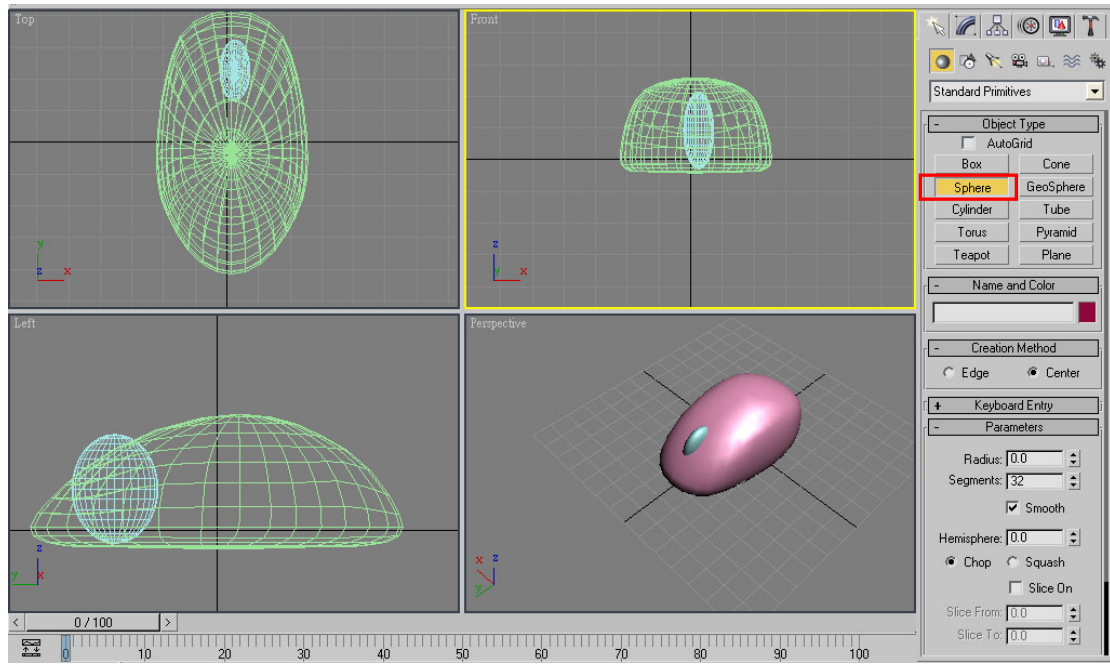 Top
Front
Standard Primitives
- Object Type
AutoGrid
Box Cone
Sphere GeoSphere
Cylinder Tube
Torus Pyramid
Teapot Plane
- Name and Color
- Creation Method
Edge Center
+ Keyboard Entry
- Parameters
Radius: 0.0
Segments: 32
Smooth
Hemisphere: 0.0
Chop Squash
Slice On
Slice From: 0.0
Slice To: 0.0
y
z x
z
y x
Left
Perspective
z
y x
x z
y
< 0 / 100 >
0 10 20 30 40 50 60 70 80 90 100